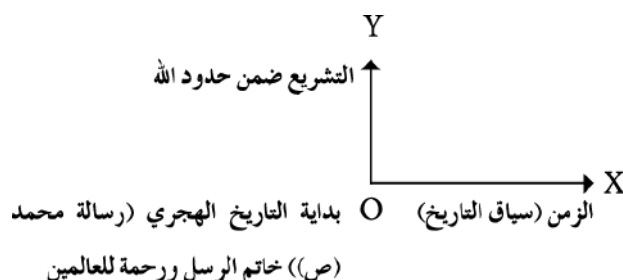 Y
التشريع ضمن حدود الله
X
الزمن (سياق التاريخ)
O
بداية التاريخ الهجري (رسالة محمد
(ص)) خاتم الرسل ورحمة للعالمين